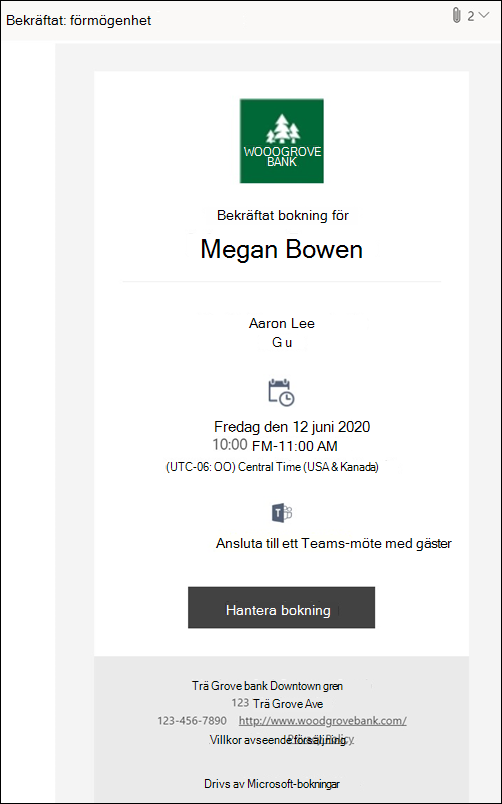 Bekräftat: förmögenhet
2
WOOOGROVE
BANK
Bekräftat bokning för
Megan Bowen
Aaron Lee
G u
Fredag den 12 juni 2020
10:00 FM-11:00 AM
(UTC-06: OO) Central Time (USA & Kanada)
Ansluta till ett Teams-möte med gäster
Hantera bokning
Trä Grove bank Downtown gren
123 Trä Grove Ave
123-456-7890 http://www.woodgrovebank.com/
Villkor avseende försäljning
Drivs av Microsoft-bokningar